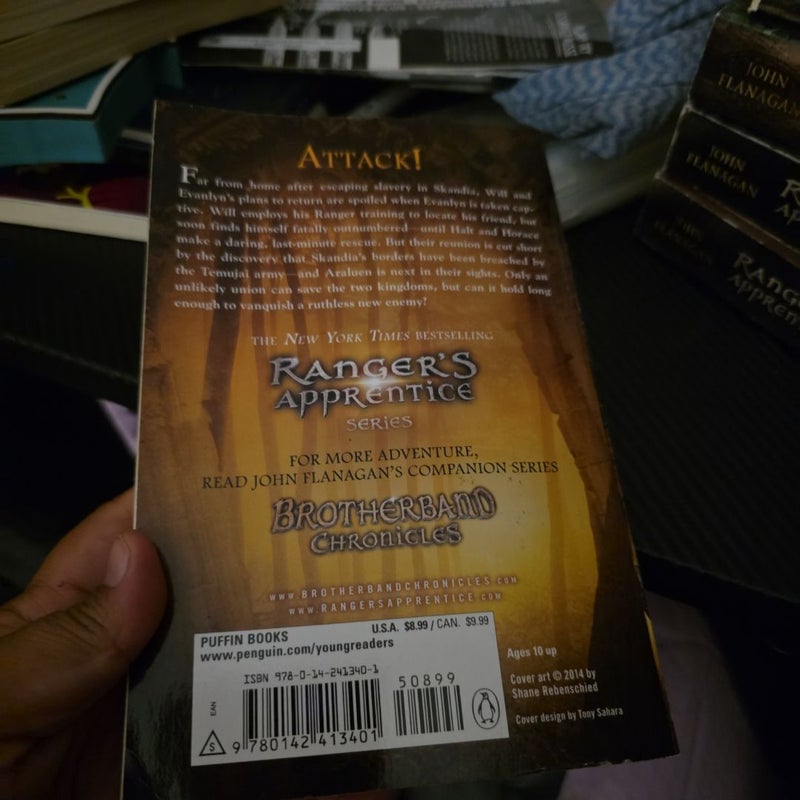 ATTACK!
Far from home after escaping slavery in Skandia, Will and
Evanlyn's plans to return are spoiled when Evanlyn is taken cap-
tive. Will employs his Ranger training to locate his friend, but
soon finds himself fatally outnumbered—until Halt and Horace
make a daring, last-minute rescue. But their reunion is cut short
by the discovery that Skandia's borders have been breached by
the Temujai army—and Araluen is next in their sights. Only an
unlikely union can save the two kingdoms, but can it hold long
enough to vanquish a ruthless new enemy?
THE NEW YORK TIMES BESTSELLING
RANGER'S
APPRENTICE
SERIES
FOR MORE ADVENTURE,
READ JOHN FLANAGAN'S COMPANION SERIES
BROTHERBAND
CHRONICLES
WWW.BROTHERBANDCHRONICLES.COM
WWW.RANGERSAPPRENTICE.COM
PUFFIN BOOKS
U.S.A. $8.99 / CAN. $9.99
www.penguin.com/youngreaders
ISBN 978-0-14-241340-1
50899
EAN
S
9 780142 413401
Ages 10 up
Cover art © 2014 by
Shane Rebenschied
Cover design by Tony Sahara
JOHN
FLANAGAN
JOHN
FLANAGAN
JOHN
FLANAGAN